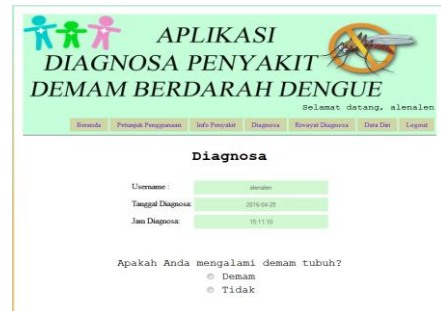 APLIKASI
DIAGNOSA PENYAKIT
DEMAM BERDARAH DENGUE
Selamat datang, alenalen
Beranda Petunjuk Penggunaan Info Penyakit Diagnosa Riwayat Diagnosa Data Diri Logout
Diagnosa
Username : alenalen
Tanggal Diagnosa: 2016-04-25
Jam Diagnosa: 15:11:10
Apakah Anda mengalami demam tubuh?
Demam
Tidak